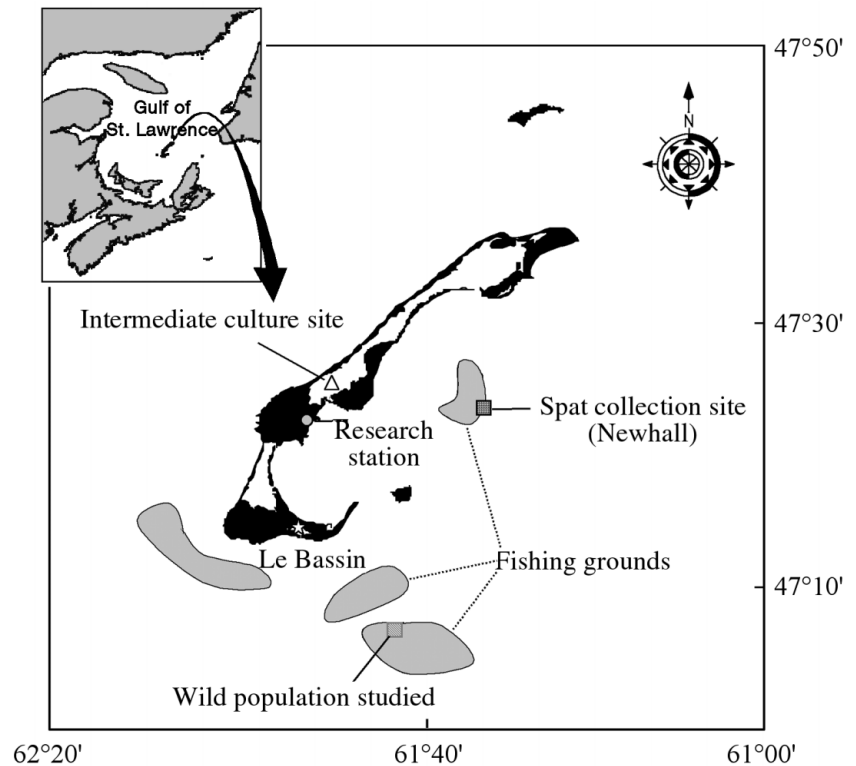 Gulf of
St. Lawrence
47°50'
N
Intermediate culture site
47°30'
Spat collection site
(Newhall)
Research
station
Le Bassin
Fishing grounds
47°10'
Wild population studied
62°20'
61°40'
61°00'